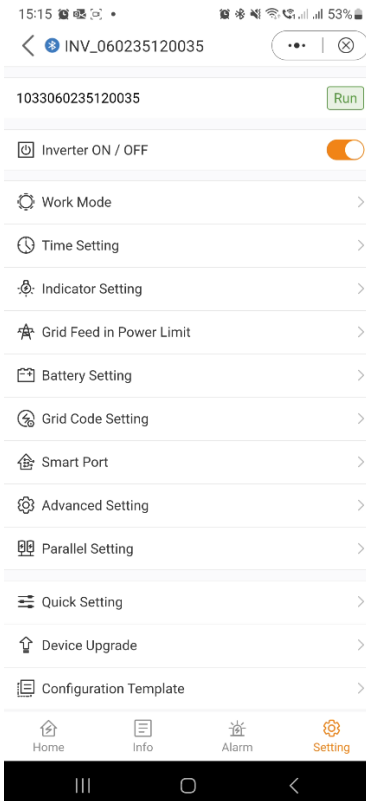 15:15 53%
INV_060235120035
1033060235120035 Run
Inverter ON / OFF
Work Mode
Time Setting
Indicator Setting
Grid Feed in Power Limit
Battery Setting
Grid Code Setting
Smart Port
Advanced Setting
Parallel Setting
Quick Setting
Device Upgrade
Configuration Template
Home Info Alarm Setting